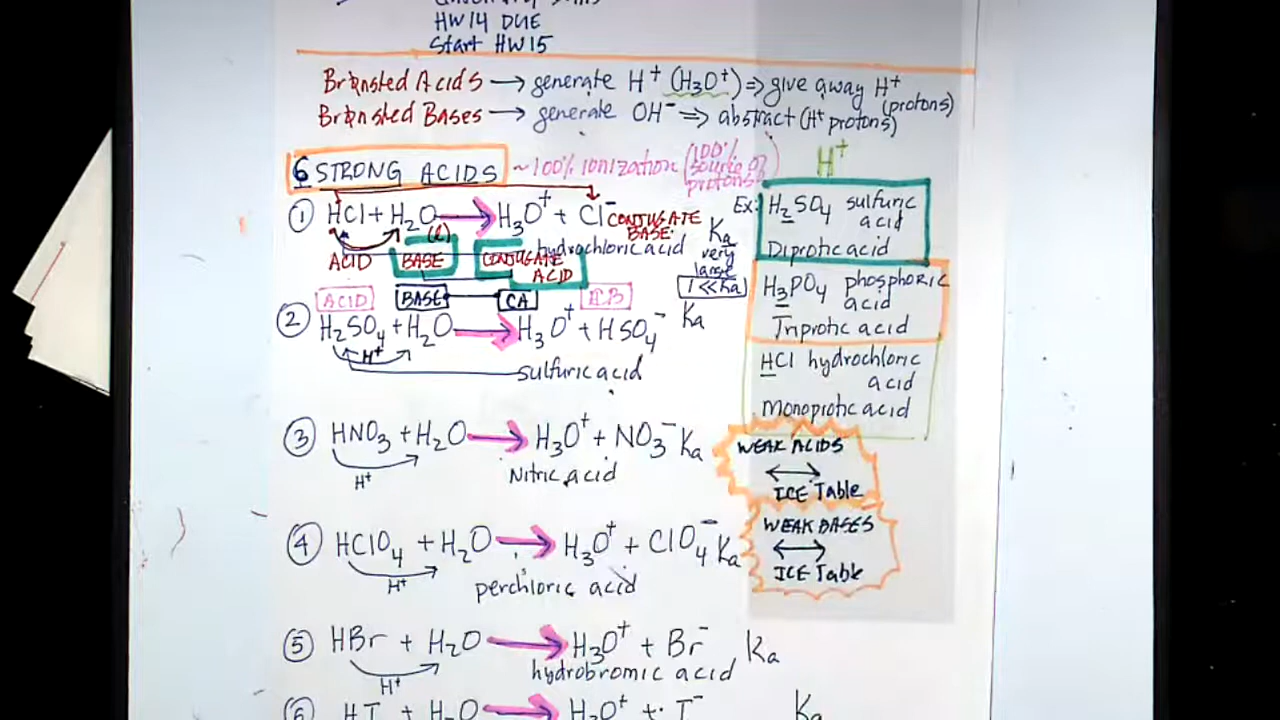 HW14 DUE
Start HW15
Brønsted Acids → generate H⁺ (H₃O⁺) ⇒ give away H⁺ (protons)
Brønsted Bases → generate OH⁻ ⇒ abstract (H⁺ protons)
6 STRONG ACIDS ~100% ionization (100% source of protons)
H⁺
① HCl + H₂O(l) → H₃O⁺ + Cl⁻ CONJUGATE BASE
hydrochloric acid
ACID BASE CONJUGATE ACID
Ka very large
1 << Ka
Ex: H₂SO₄ sulfuric acid
Diprotic acid
H₃PO₄ phosphoric acid
Triprotic acid
HCl hydrochloric acid
Monoprotic acid
ACID BASE CA CB
② H₂SO₄ + H₂O → H₃O⁺ + HSO₄⁻ Ka
H⁺
sulfuric acid
③ HNO₃ + H₂O → H₃O⁺ + NO₃⁻ Ka
H⁺
Nitric acid
WEAK ACIDS
↔
ICE Table
WEAK BASES
↔
ICE Table
④ HClO₄ + H₂O → H₃O⁺ + ClO₄⁻ Ka
H⁺
perchloric acid
⑤ HBr + H₂O → H₃O⁺ + Br⁻ Ka
H⁺
hydrobromic acid
⑥ HI + H₂O → H₃O⁺ + I⁻ Ka